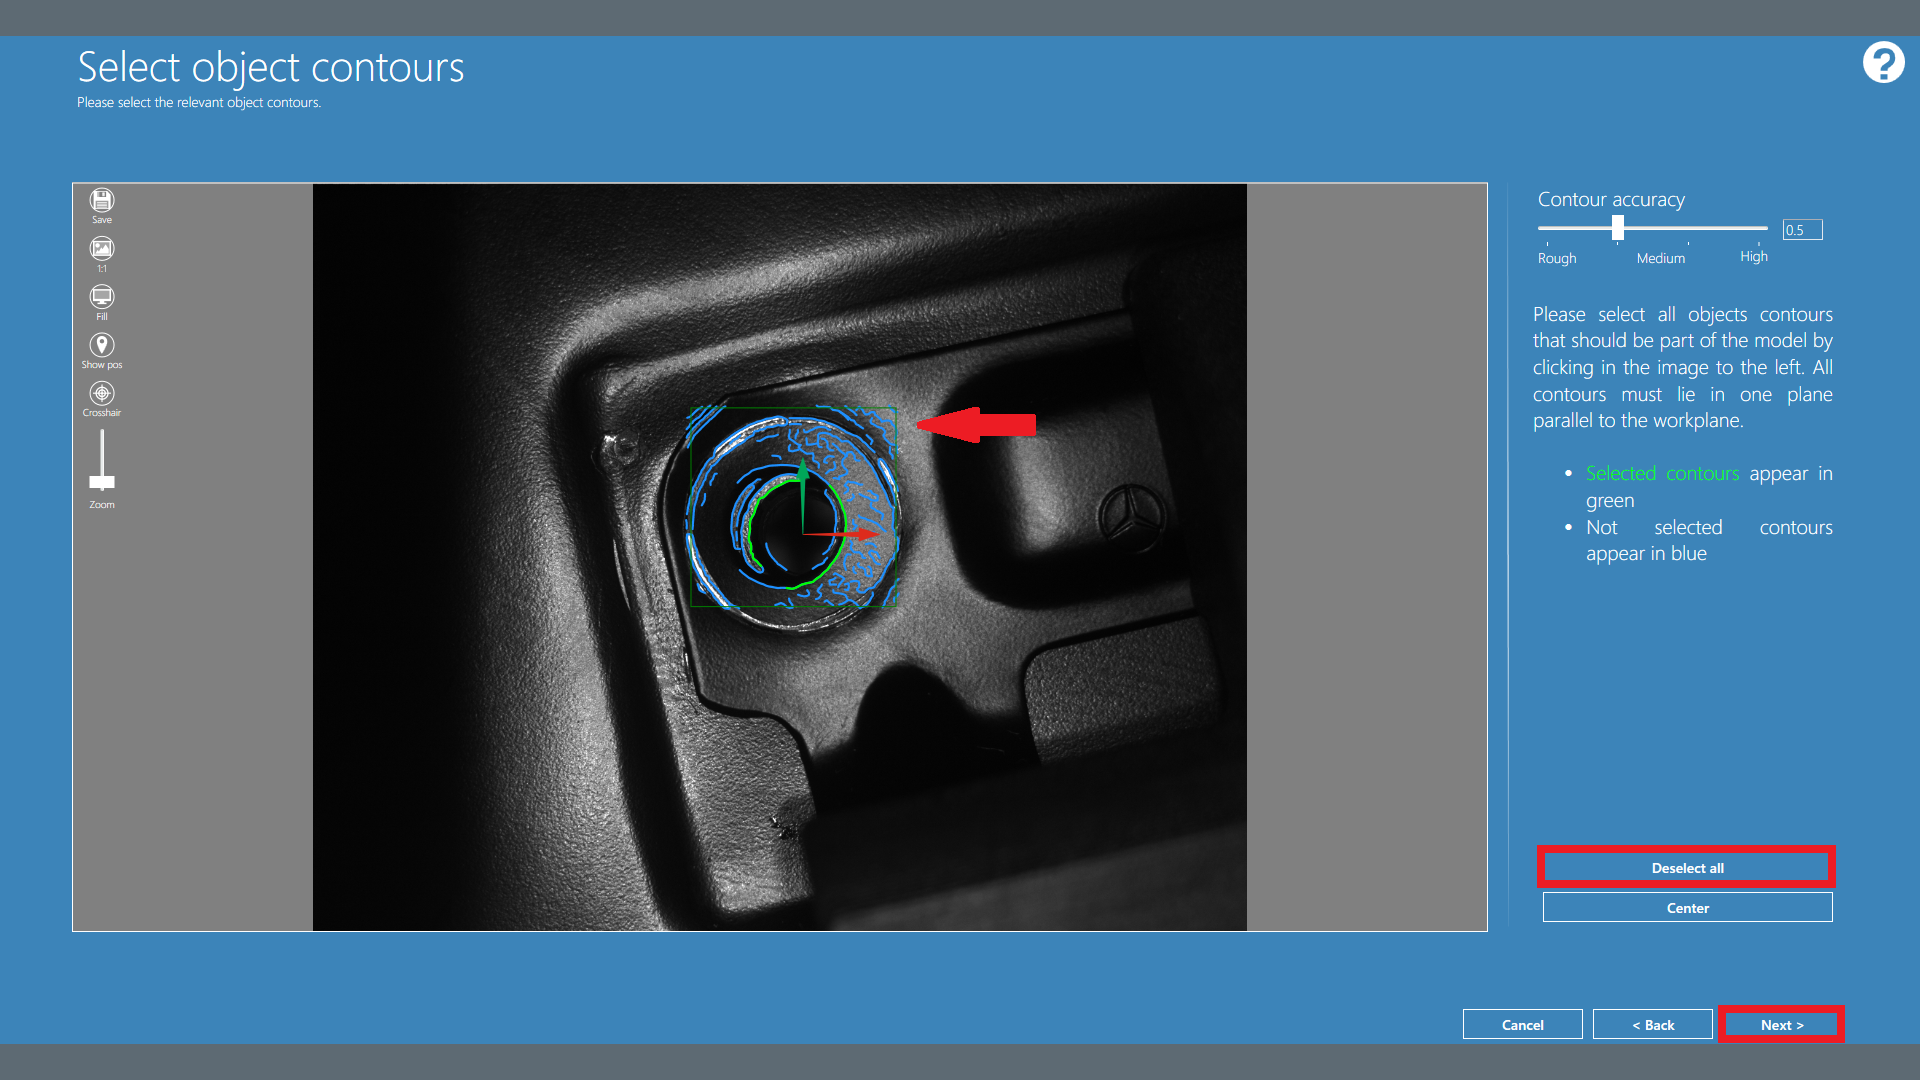 Select object contours
Please select the relevant object contours.
Save
1:1
Fill
Show pos
Crosshair
Zoom
Contour accuracy
0.5
Rough Medium High
Please select all objects contours
that should be part of the model by
clicking in the image to the left. All
contours must lie in one plane
parallel to the workplane.
• Selected contours appear in
green
• Not selected contours
appear in blue
Deselect all
Center
Cancel
< Back
Next >